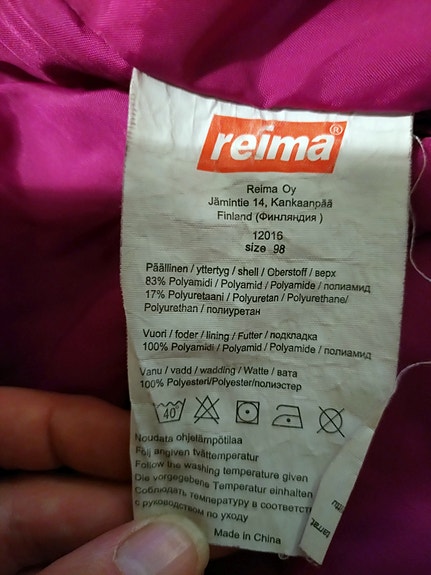 reima®
Reima Oy
Jämintie 14, Kankaanpää
Finland (Финляндия )
12016
size 98
Päällinen / yttertyg / shell / Oberstoff / верх
83% Polyamidi / Polyamid / Polyamide / полиамид
17% Polyuretaani / Polyuretan / Polyurethane/
Polyurethan / полиуретан
Vuori / foder / lining / Futter / подкладка
100% Polyamidi / Polyamid / Polyamide / полиамид
Vanu / vadd / wadding / Watte / вата
100% Polyesteri/Polyester/полиэстер
40°
Noudata ohjelämpötilaa
Följ angiven tvättemperatur
Follow the washing temperature given
Die vorgegebene Temperatur einhalten
Соблюдать температуру в соответст
с руководством по уходу
Made in China
tarrat